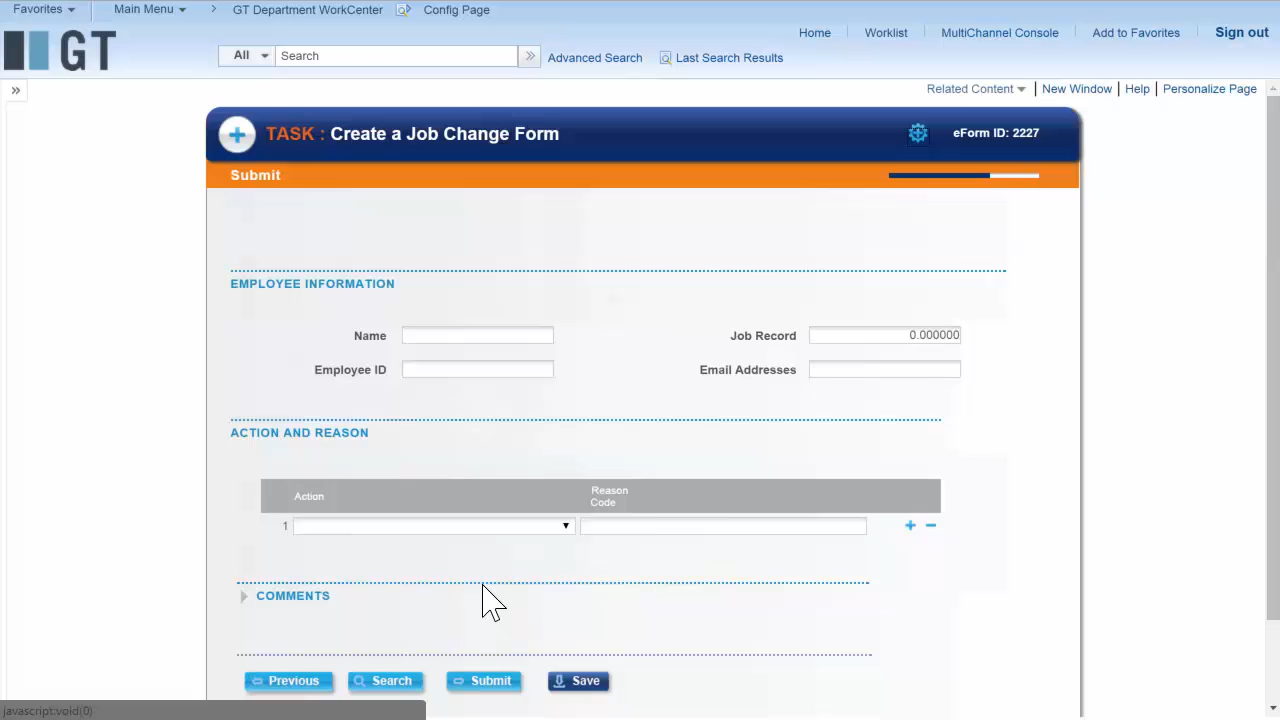 Favorites Main Menu GT Department WorkCenter Config Page
Home Worklist MultiChannel Console Add to Favorites Sign out
GT
All Search Advanced Search Last Search Results
Related Content New Window Help Personalize Page
TASK : Create a Job Change Form eForm ID: 2227
Submit
EMPLOYEE INFORMATION
Name Job Record 0.000000
Employee ID Email Addresses
ACTION AND REASON
Action Reason
Code
1
COMMENTS
Previous Search Submit Save
javascript:void(0)